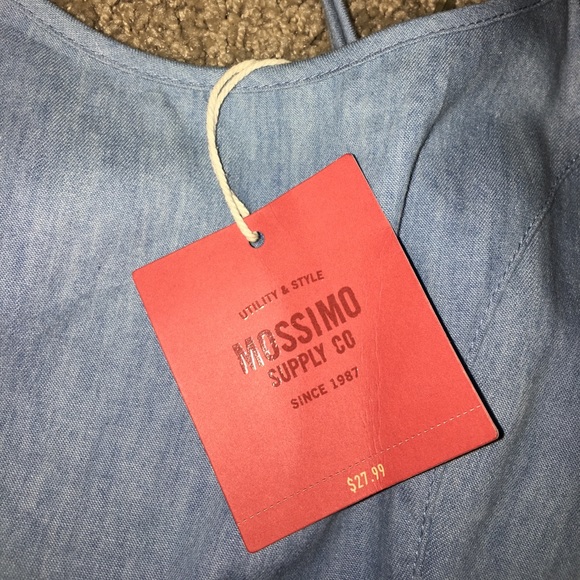 UTILITY & STYLE
MOSSIMO
SUPPLY CO
SINCE 1987
$27.99